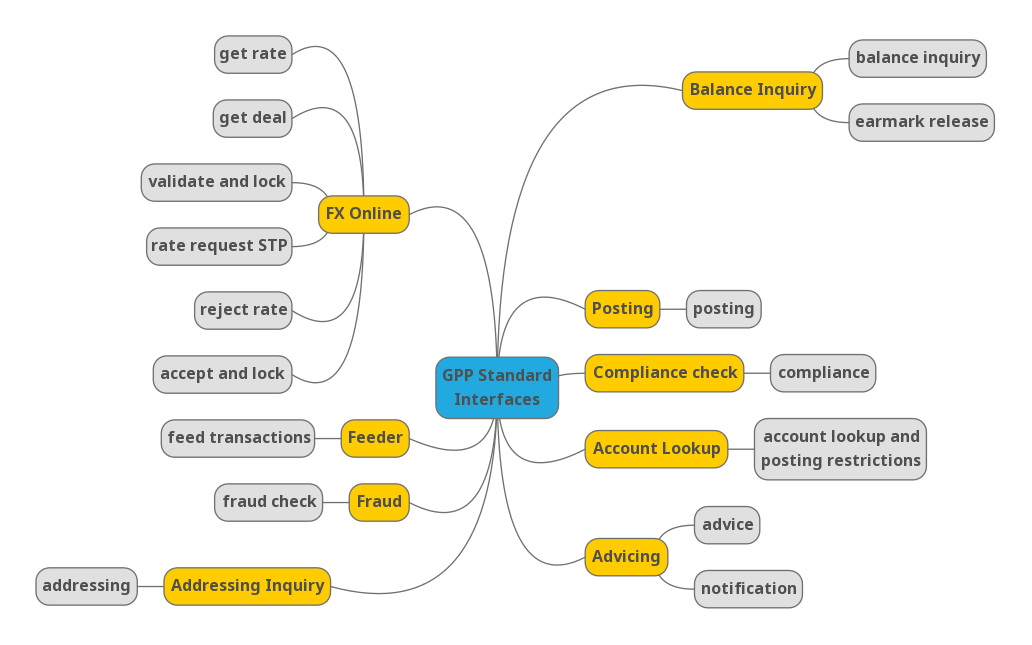 get rate
get deal
validate and lock
rate request STP
reject rate
accept and lock
FX Online
feed transactions
Feeder
fraud check
Fraud
addressing
Addressing Inquiry
GPP Standard
Interfaces
Balance Inquiry
balance inquiry
earmark release
Posting
posting
Compliance check
compliance
Account Lookup
account lookup and
posting restrictions
Advicing
advice
notification